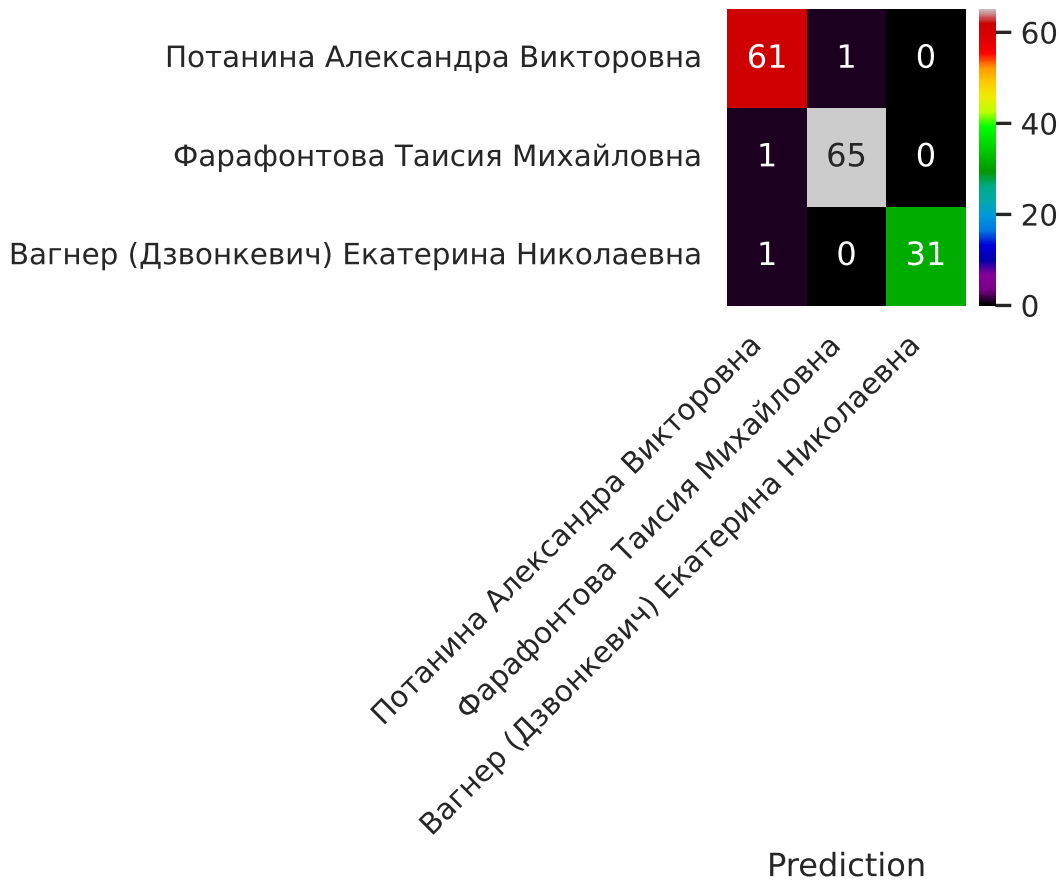 Потанина Александра Викторовна 61 1 0
Фарафонтова Таисия Михайловна 1 65 0
Вагнер (Дзвонкевич) Екатерина Николаевна 1 0 31
60
40
20
0
Потанина Александра Викторовна
Фарафонтова Таисия Михайловна
Вагнер (Дзвонкевич) Екатерина Николаевна
Prediction